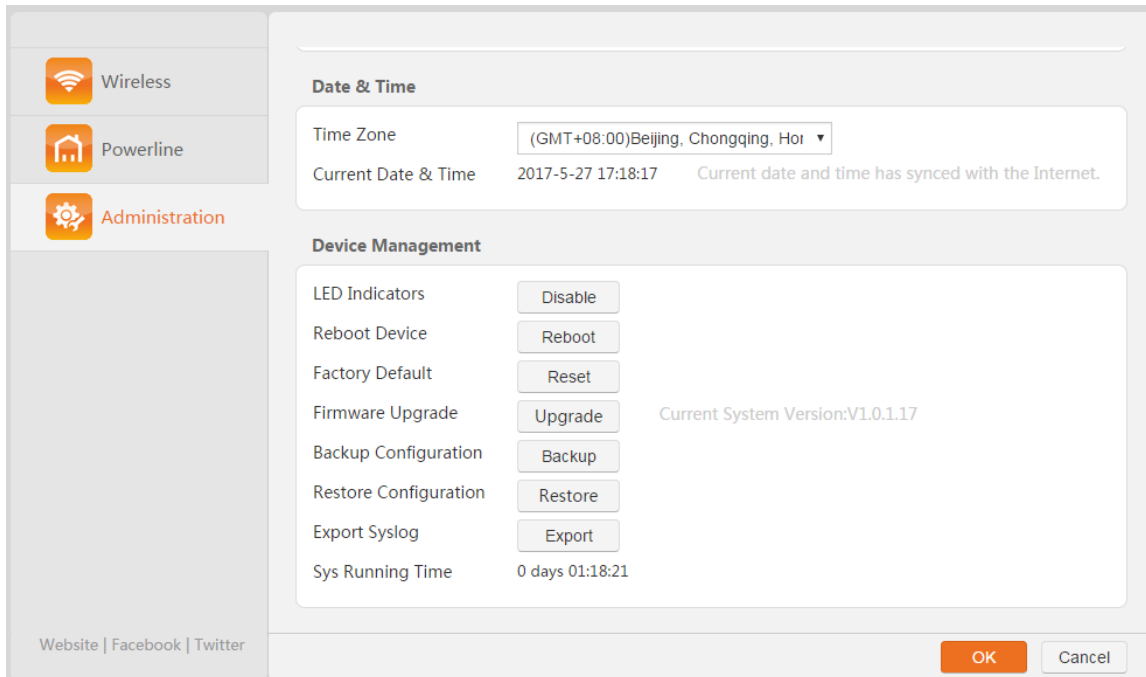 Wireless
Powerline
Administration
Website | Facebook | Twitter
Date & Time
Time Zone (GMT+08:00)Beijing, Chongqing, Hor
Current Date & Time 2017-5-27 17:18:17 Current date and time has synced with the Internet.
Device Management
LED Indicators Disable
Reboot Device Reboot
Factory Default Reset
Firmware Upgrade Upgrade Current System Version:V1.0.1.17
Backup Configuration Backup
Restore Configuration Restore
Export Syslog Export
Sys Running Time 0 days 01:18:21
OK Cancel